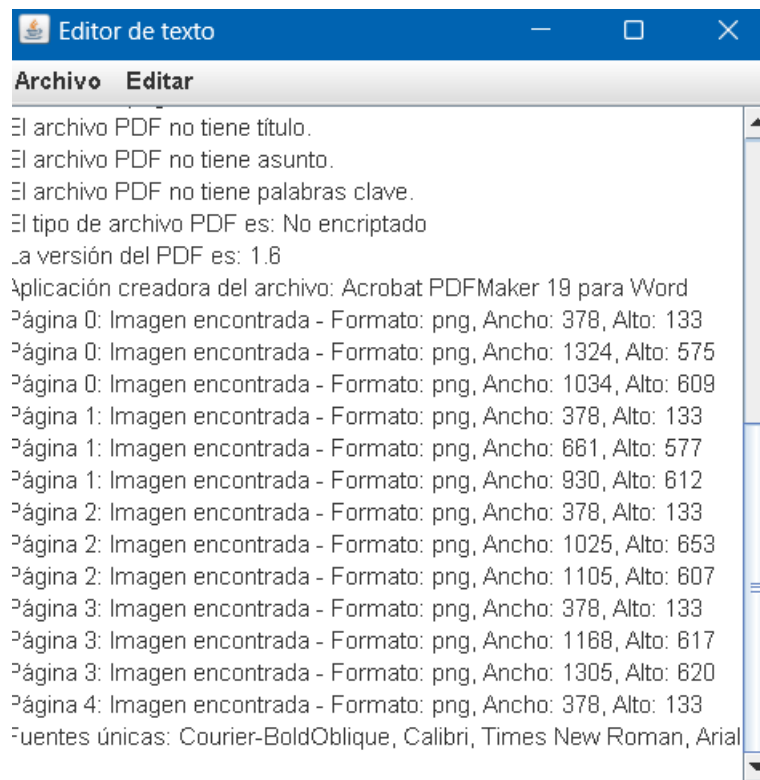 Editor de texto
Archivo Editar
El archivo PDF no tiene título.
El archivo PDF no tiene asunto.
El archivo PDF no tiene palabras clave.
El tipo de archivo PDF es: No encriptado
La versión del PDF es: 1.6
Aplicación creadora del archivo: Acrobat PDFMaker 19 para Word
Página 0: Imagen encontrada - Formato: png, Ancho: 378, Alto: 133
Página 0: Imagen encontrada - Formato: png, Ancho: 1324, Alto: 575
Página 0: Imagen encontrada - Formato: png, Ancho: 1034, Alto: 609
Página 1: Imagen encontrada - Formato: png, Ancho: 378, Alto: 133
Página 1: Imagen encontrada - Formato: png, Ancho: 661, Alto: 577
Página 1: Imagen encontrada - Formato: png, Ancho: 930, Alto: 612
Página 2: Imagen encontrada - Formato: png, Ancho: 378, Alto: 133
Página 2: Imagen encontrada - Formato: png, Ancho: 1025, Alto: 653
Página 2: Imagen encontrada - Formato: png, Ancho: 1105, Alto: 607
Página 3: Imagen encontrada - Formato: png, Ancho: 378, Alto: 133
Página 3: Imagen encontrada - Formato: png, Ancho: 1168, Alto: 617
Página 3: Imagen encontrada - Formato: png, Ancho: 1305, Alto: 620
Página 4: Imagen encontrada - Formato: png, Ancho: 378, Alto: 133
Fuentes únicas: Courier-BoldOblique, Calibri, Times New Roman, Arial